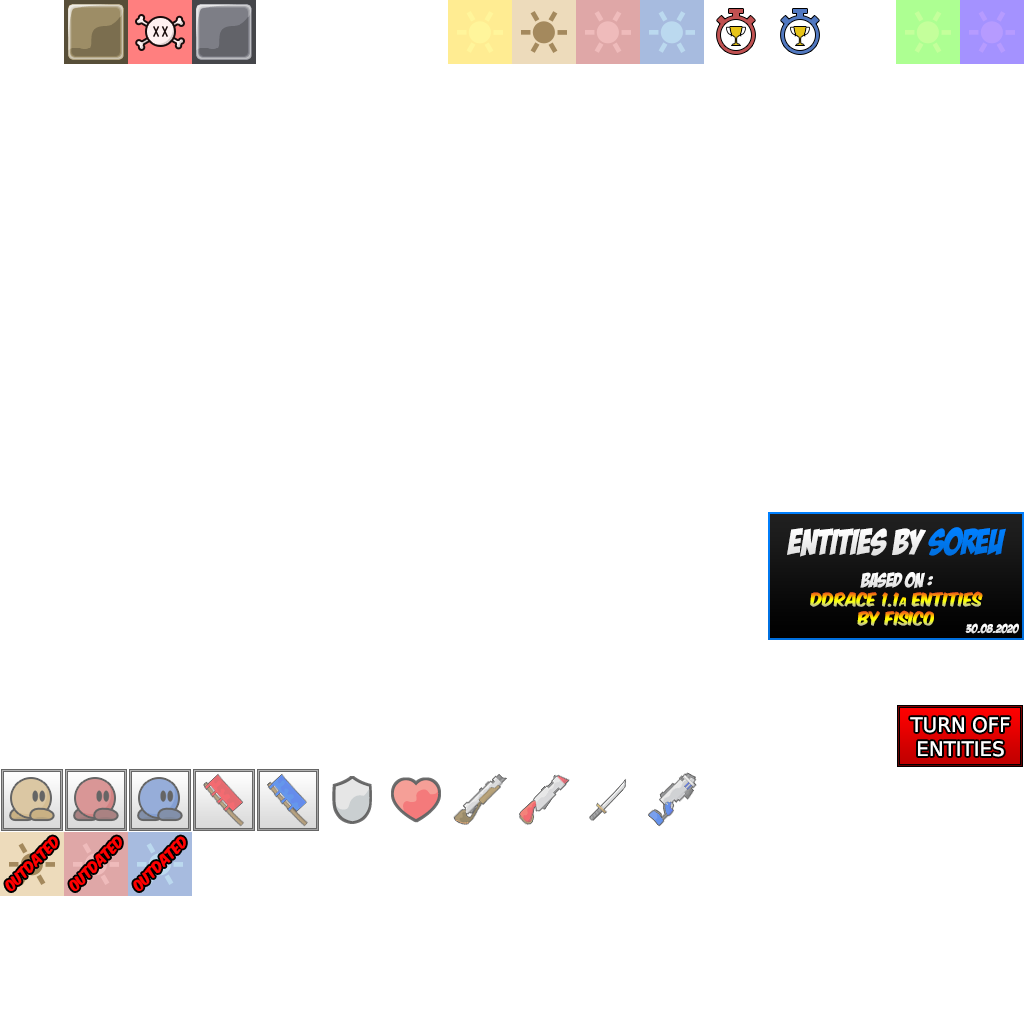 ENTITIES BY SOREU
BASED ON :
DDRACE 1.1A ENTITIES
BY FISICO
30.08.2020
TURN OFF
ENTITIES
OUTDATED
OUTDATED
OUTDATED